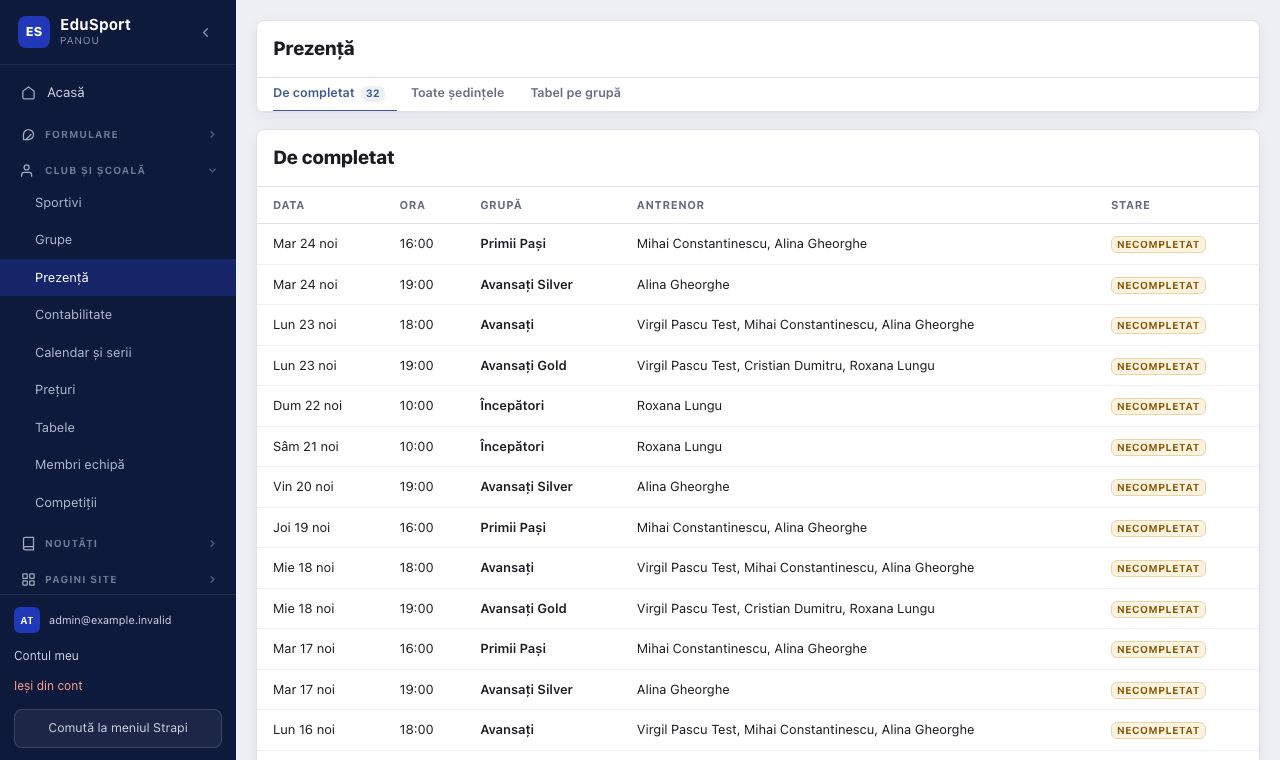 ES
EduSport
PANOU
Acasă
FORMULARE
CLUB ȘI ȘCOALĂ
Sportivi
Grupe
Prezență
Contabilitate
Calendar și serii
Prețuri
Tabele
Membri echipă
Competiții
NOUTĂȚI
PAGINI SITE
AT
admin@example.invalid
Contul meu
Ieși din cont
Comută la meniul Strapi
Prezență
De completat 32 Toate ședințele Tabel pe grupă
De completat
DATA ORA GRUPĂ ANTRENOR STARE
Mar 24 noi 16:00 Primii Pași Mihai Constantinescu, Alina Gheorghe NECOMPLETAT
Mar 24 noi 19:00 Avansați Silver Alina Gheorghe NECOMPLETAT
Lun 23 noi 18:00 Avansați Virgil Pascu Test, Mihai Constantinescu, Alina Gheorghe NECOMPLETAT
Lun 23 noi 19:00 Avansați Gold Virgil Pascu Test, Cristian Dumitru, Roxana Lungu NECOMPLETAT
Dum 22 noi 10:00 Începători Roxana Lungu NECOMPLETAT
Sâm 21 noi 10:00 Începători Roxana Lungu NECOMPLETAT
Vin 20 noi 19:00 Avansați Silver Alina Gheorghe NECOMPLETAT
Joi 19 noi 16:00 Primii Pași Mihai Constantinescu, Alina Gheorghe NECOMPLETAT
Mie 18 noi 18:00 Avansați Virgil Pascu Test, Mihai Constantinescu, Alina Gheorghe NECOMPLETAT
Mie 18 noi 19:00 Avansați Gold Virgil Pascu Test, Cristian Dumitru, Roxana Lungu NECOMPLETAT
Mar 17 noi 16:00 Primii Pași Mihai Constantinescu, Alina Gheorghe NECOMPLETAT
Mar 17 noi 19:00 Avansați Silver Alina Gheorghe NECOMPLETAT
Lun 16 noi 18:00 Avansați Virgil Pascu Test, Mihai Constantinescu, Alina Gheorghe NECOMPLETAT